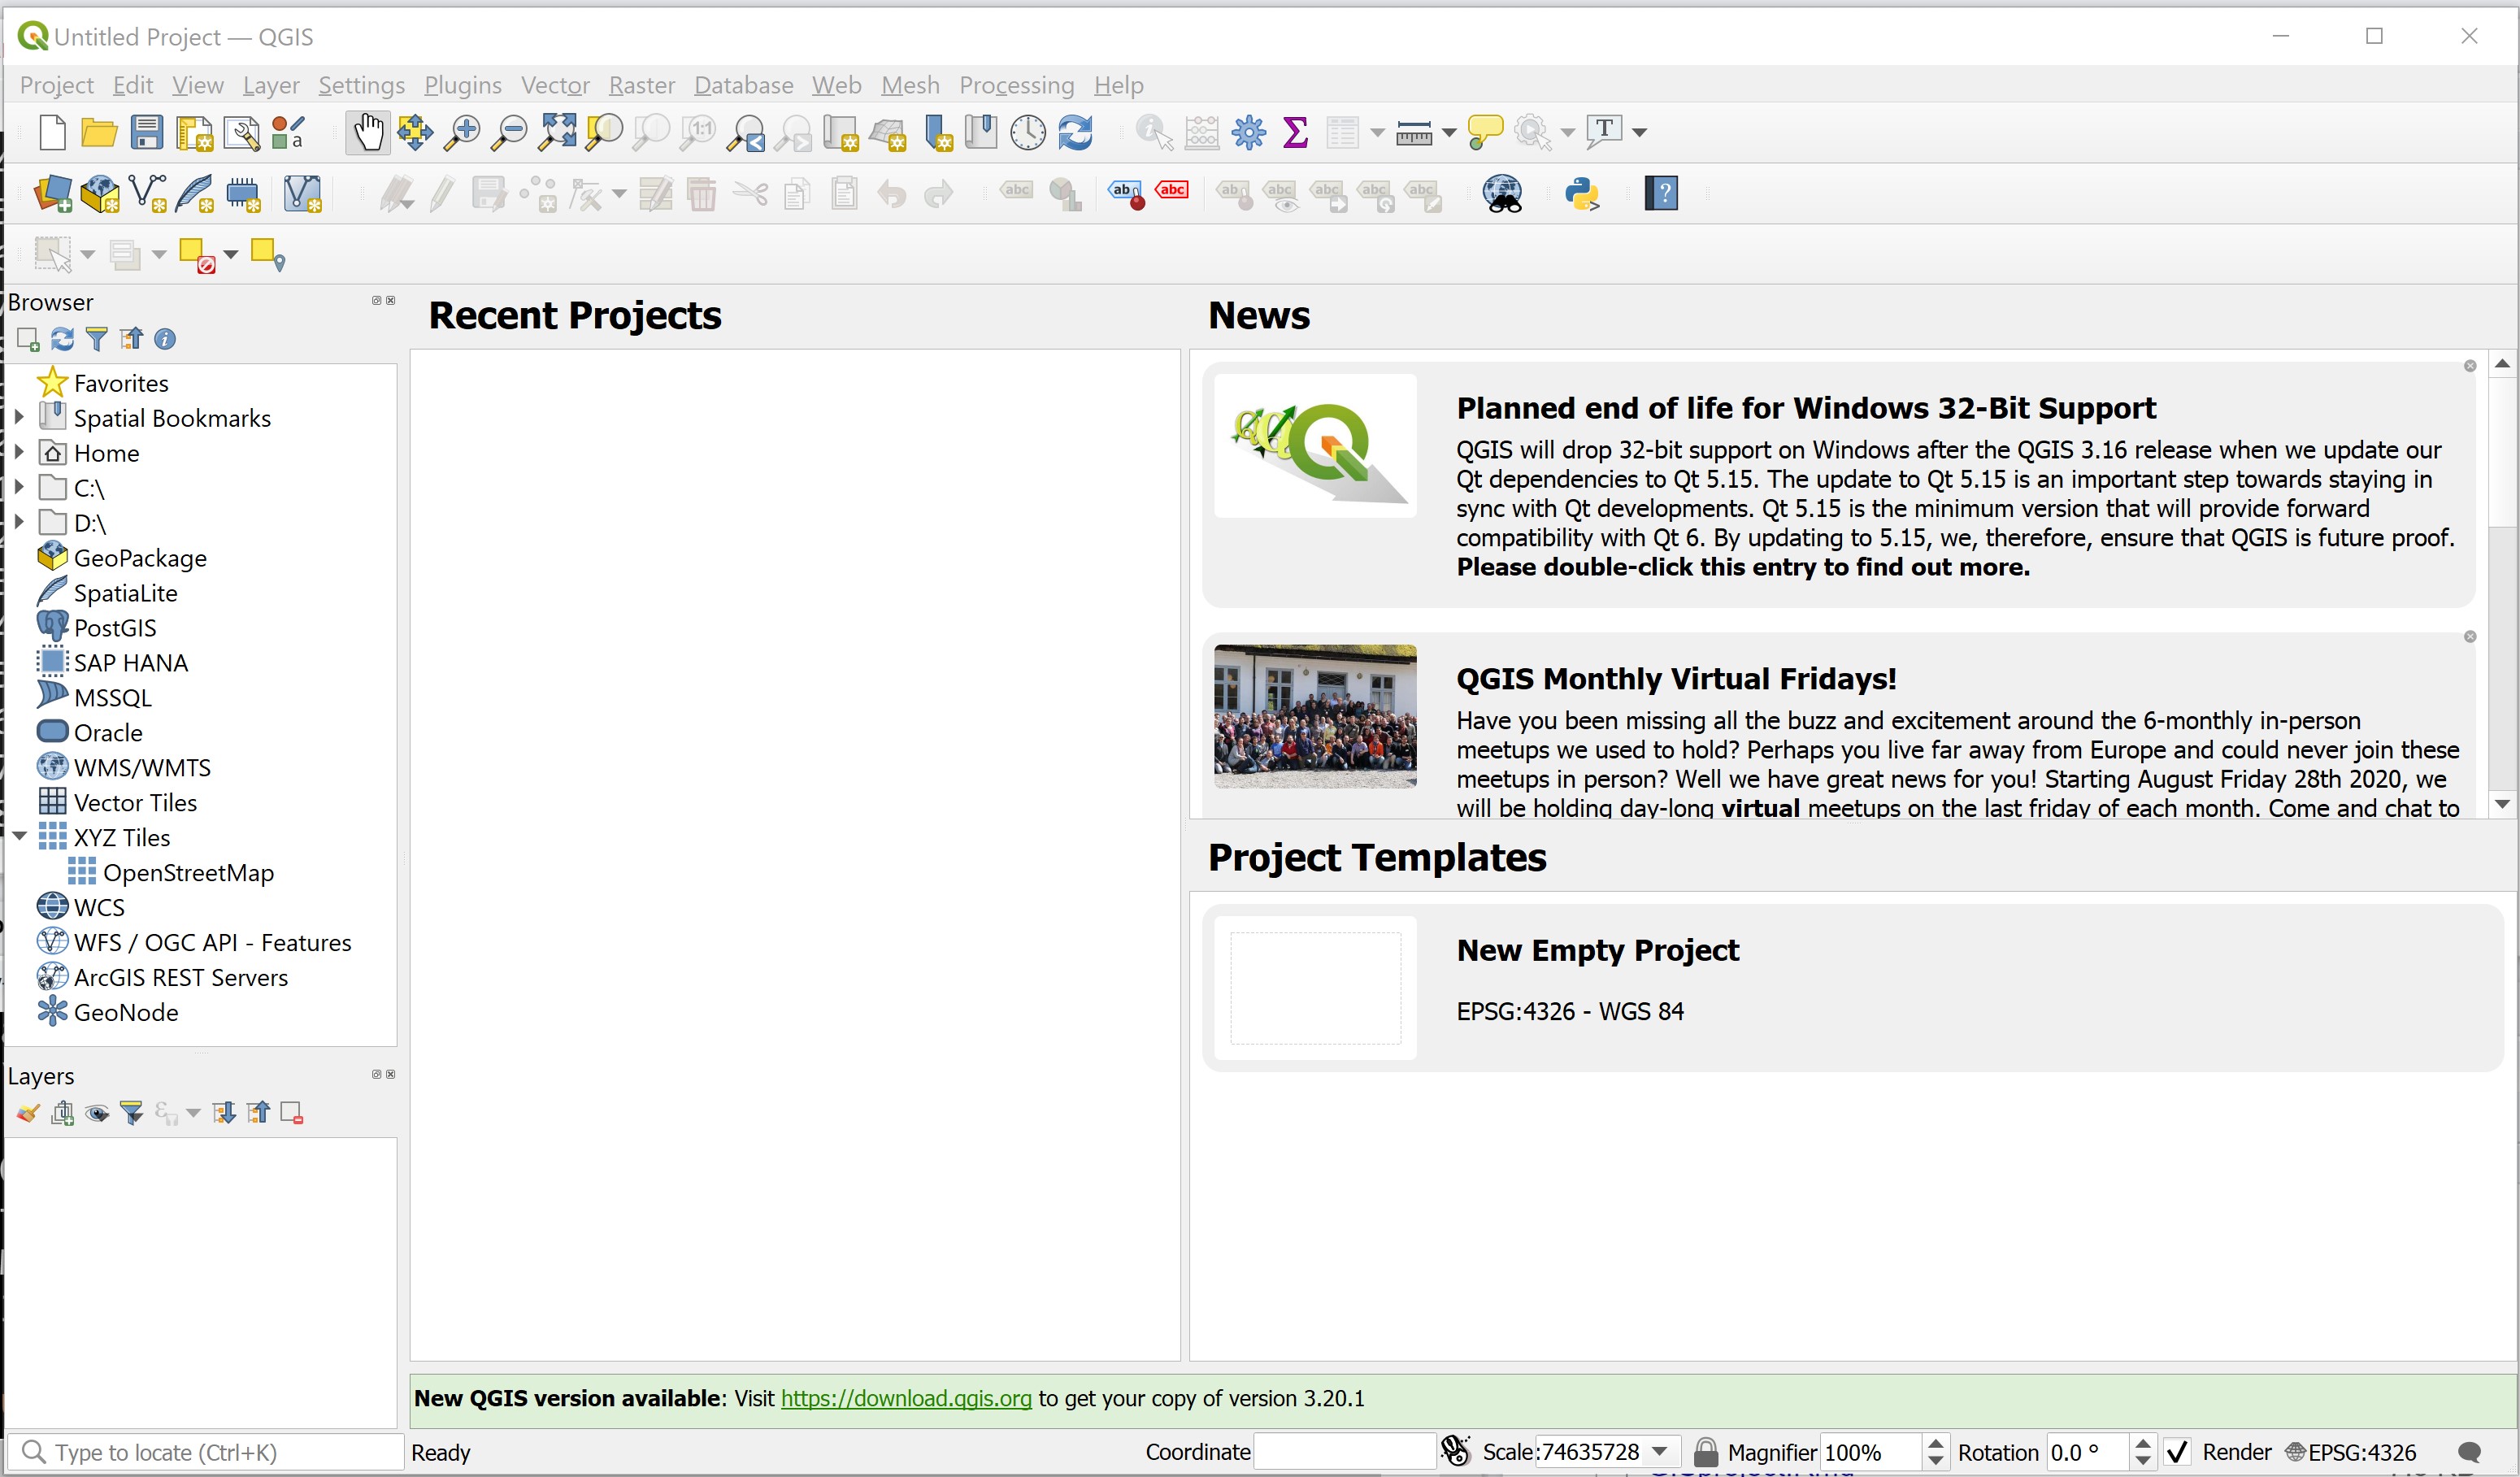 Untitled Project — QGIS
Project Edit View Layer Settings Plugins Vector Raster Database Web Mesh Processing Help
1:1
T
abc ab abc ab abc abc abc abc ?
Browser
Favorites
Spatial Bookmarks
Home
C:\
D:\
GeoPackage
SpatiaLite
PostGIS
SAP HANA
MSSQL
Oracle
WMS/WMTS
Vector Tiles
XYZ Tiles
OpenStreetMap
WCS
WFS / OGC API - Features
ArcGIS REST Servers
GeoNode
Layers
Recent Projects
News
Planned end of life for Windows 32-Bit Support
QGIS will drop 32-bit support on Windows after the QGIS 3.16 release when we update our
Qt dependencies to Qt 5.15. The update to Qt 5.15 is an important step towards staying in
sync with Qt developments. Qt 5.15 is the minimum version that will provide forward
compatibility with Qt 6. By updating to 5.15, we, therefore, ensure that QGIS is future proof.
Please double-click this entry to find out more.
QGIS Monthly Virtual Fridays!
Have you been missing all the buzz and excitement around the 6-monthly in-person
meetups we used to hold? Perhaps you live far away from Europe and could never join these
meetups in person? Well we have great news for you! Starting August Friday 28th 2020, we
will be holding day-long virtual meetups on the last friday of each month. Come and chat to
Project Templates
New Empty Project
EPSG:4326 - WGS 84
New QGIS version available: Visit https://download.qgis.org to get your copy of version 3.20.1
Type to locate (Ctrl+K) Ready Coordinate Scale :74635728 Magnifier 100% Rotation 0.0 ° Render EPSG:4326